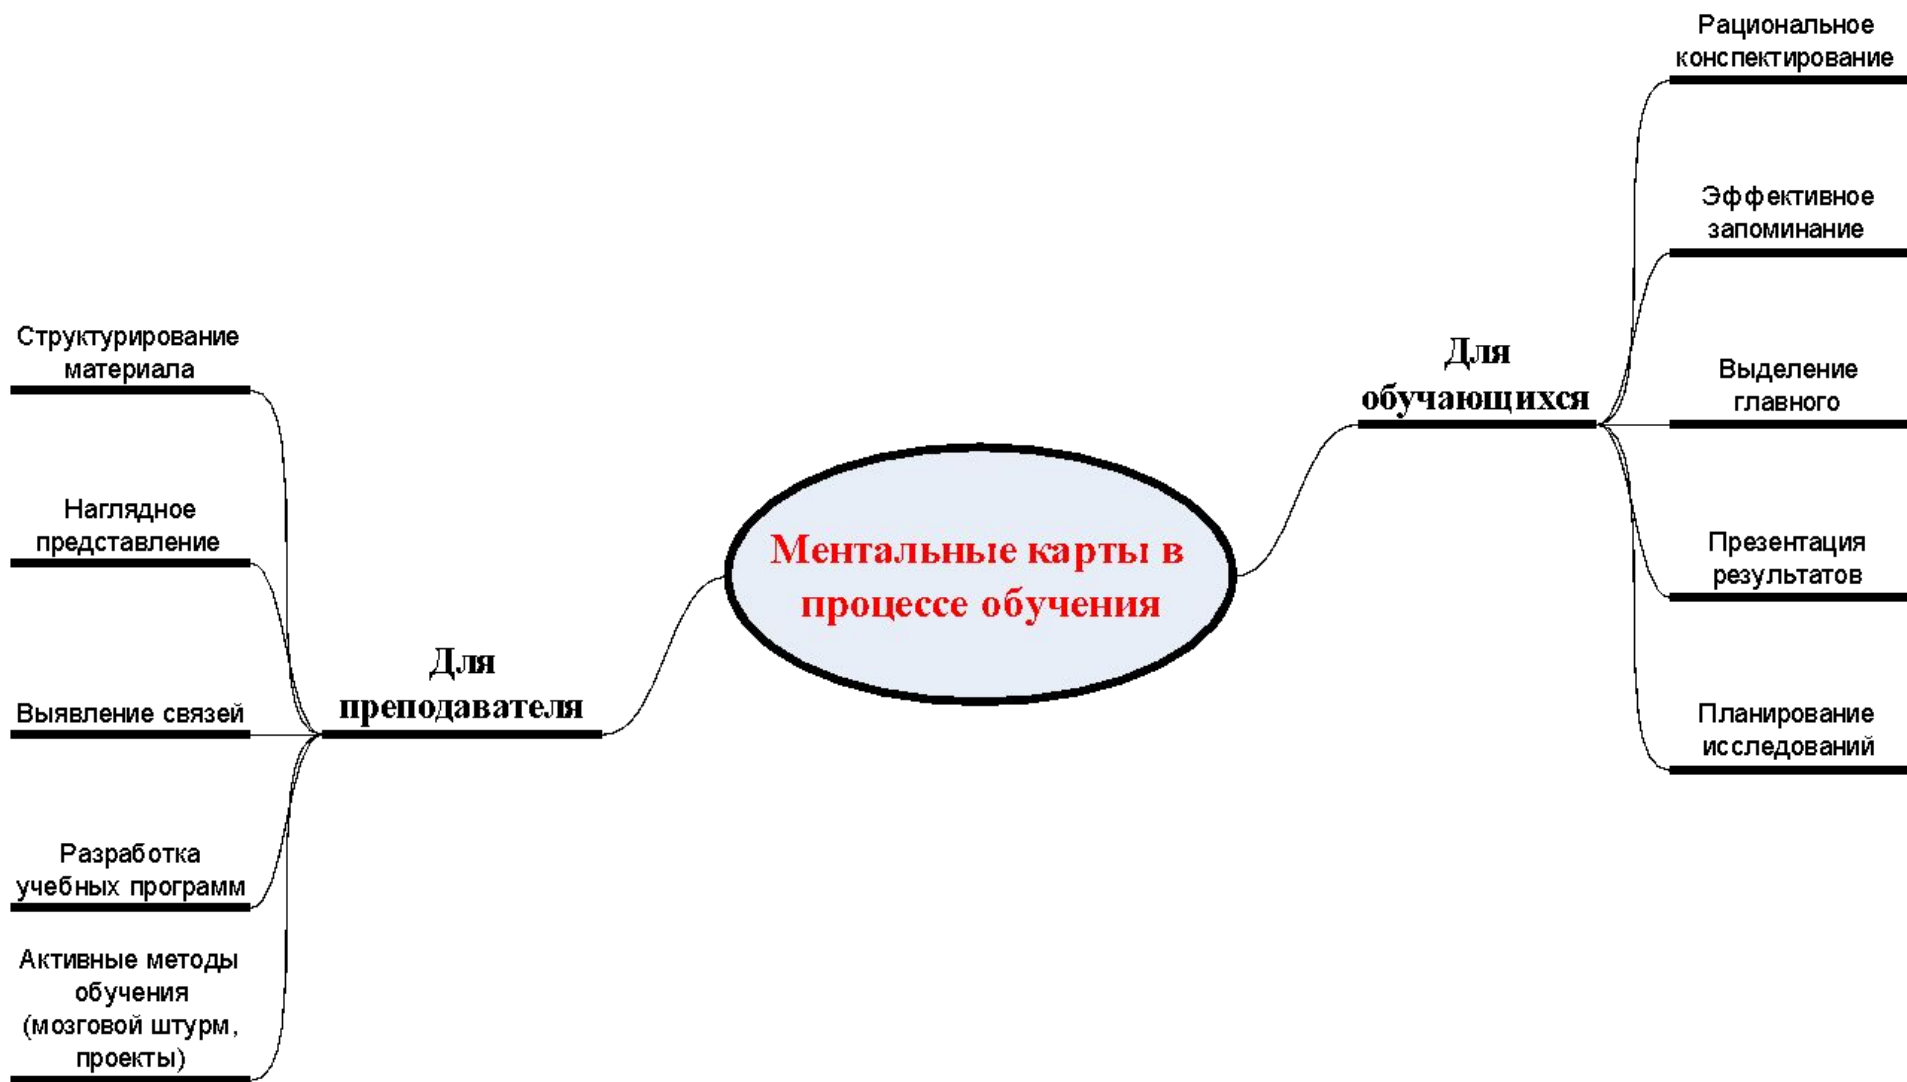 Ментальные карты в
процессе обучения
Для
обучающихся
Рациональное
конспектирование
Эффективное
запоминание
Выделение
главного
Презентация
результатов
Планирование
исследований
Для
преподавателя
Структурирование
материала
Наглядное
представление
Выявление связей
Разработка
учебных программ
Активные методы
обучения
(мозговой штурм,
проекты)